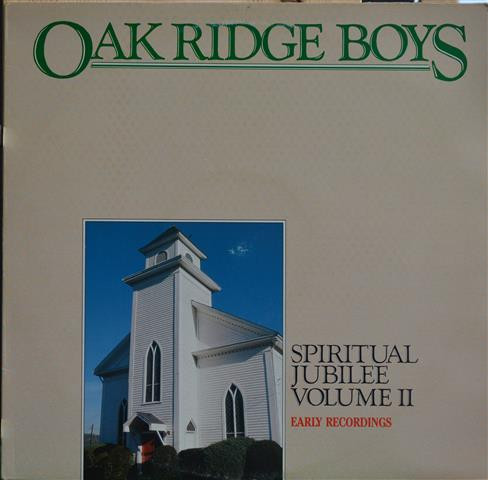 OAK RIDGE BOYS
SPIRITUAL
JUBILEE
VOLUME II
EARLY RECORDINGS